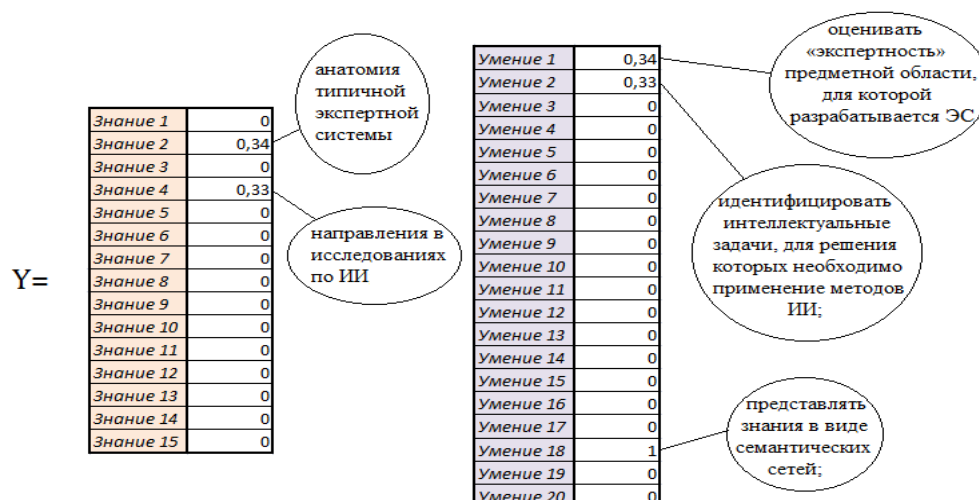 Y=
Знание 1 0
Знание 2 0,34
Знание 3 0
Знание 4 0,33
Знание 5 0
Знание 6 0
Знание 7 0
Знание 8 0
Знание 9 0
Знание 10 0
Знание 11 0
Знание 12 0
Знание 13 0
Знание 14 0
Знание 15 0
анатомия
типичной
экспертной
системы
направления в
исследованиях
по ИИ
Умение 1 0,34
Умение 2 0,33
Умение 3 0
Умение 4 0
Умение 5 0
Умение 6 0
Умение 7 0
Умение 8 0
Умение 9 0
Умение 10 0
Умение 11 0
Умение 12 0
Умение 13 0
Умение 14 0
Умение 15 0
Умение 16 0
Умение 17 0
Умение 18 1
Умение 19 0
Умение 20 0
оценивать
«экспертность»
предметной области,
для которой
разрабатывается ЭС
идентифицировать
интеллектуальные
задачи, для решения
которых необходимо
применение методов
ИИ;
представлять
знания в виде
семантических
сетей;